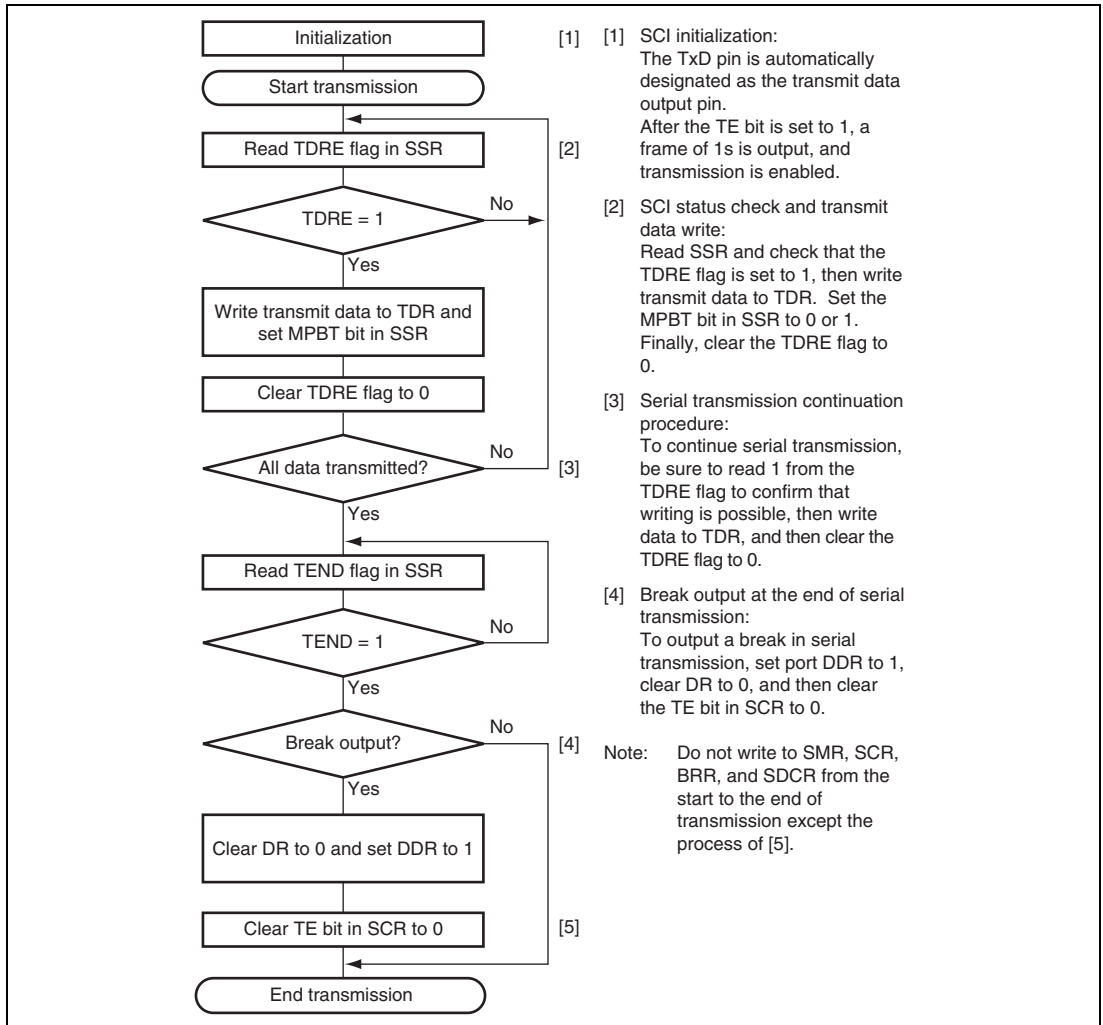 Initialization
[1]
Start transmission
Read TDRE flag in SSR
[2]
TDRE = 1
No
Yes
Write transmit data to TDR and
set MPBT bit in SSR
Clear TDRE flag to 0
All data transmitted?
No
[3]
Yes
Read TEND flag in SSR
TEND = 1
No
Yes
Break output?
No
[4]
Yes
Clear DR to 0 and set DDR to 1
Clear TE bit in SCR to 0
[5]
End transmission
[1] SCI initialization:
The TxD pin is automatically
designated as the transmit data
output pin.
After the TE bit is set to 1, a
frame of 1s is output, and
transmission is enabled.
[2] SCI status check and transmit
data write:
Read SSR and check that the
TDRE flag is set to 1, then write
transmit data to TDR. Set the
MPBT bit in SSR to 0 or 1.
Finally, clear the TDRE flag to
0.
[3] Serial transmission continuation
procedure:
To continue serial transmission,
be sure to read 1 from the
TDRE flag to confirm that
writing is possible, then write
data to TDR, and then clear the
TDRE flag to 0.
[4] Break output at the end of serial
transmission:
To output a break in serial
transmission, set port DDR to 1,
clear DR to 0, and then clear
the TE bit in SCR to 0.
Note: Do not write to SMR, SCR,
BRR, and SDCR from the
start to the end of
transmission except the
process of [5].